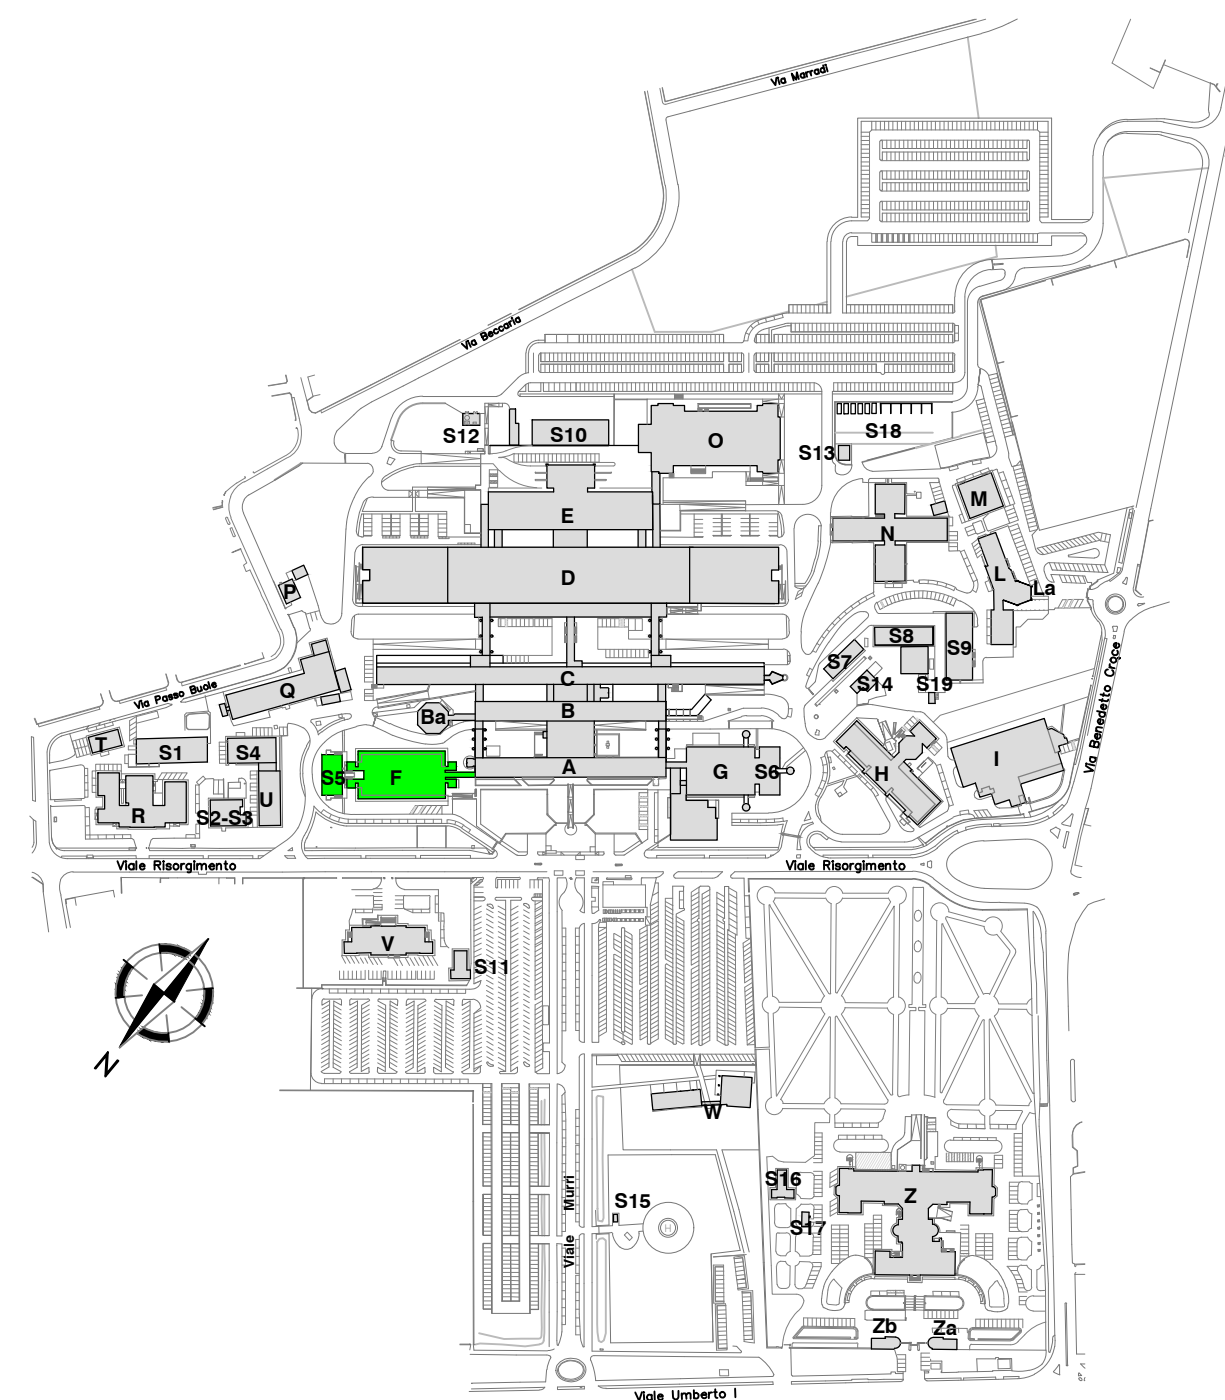 Via Marradi
Via Beccaria
S12
S10
O
S13
S18
E
N
M
D
L
La
P
S8
S9
S7
S14
S19
C
Via Passo Buole
Q
Ba
B
Via Benedetto Croce
T
S1
S4
S5
F
A
G
S6
H
I
R
S2-S3
U
Viale Risorgimento
Viale Risorgimento
V
S11
N
W
S16
Z
S15
S17
Viale Murri
Zb
Za
H
Viale Umberto I